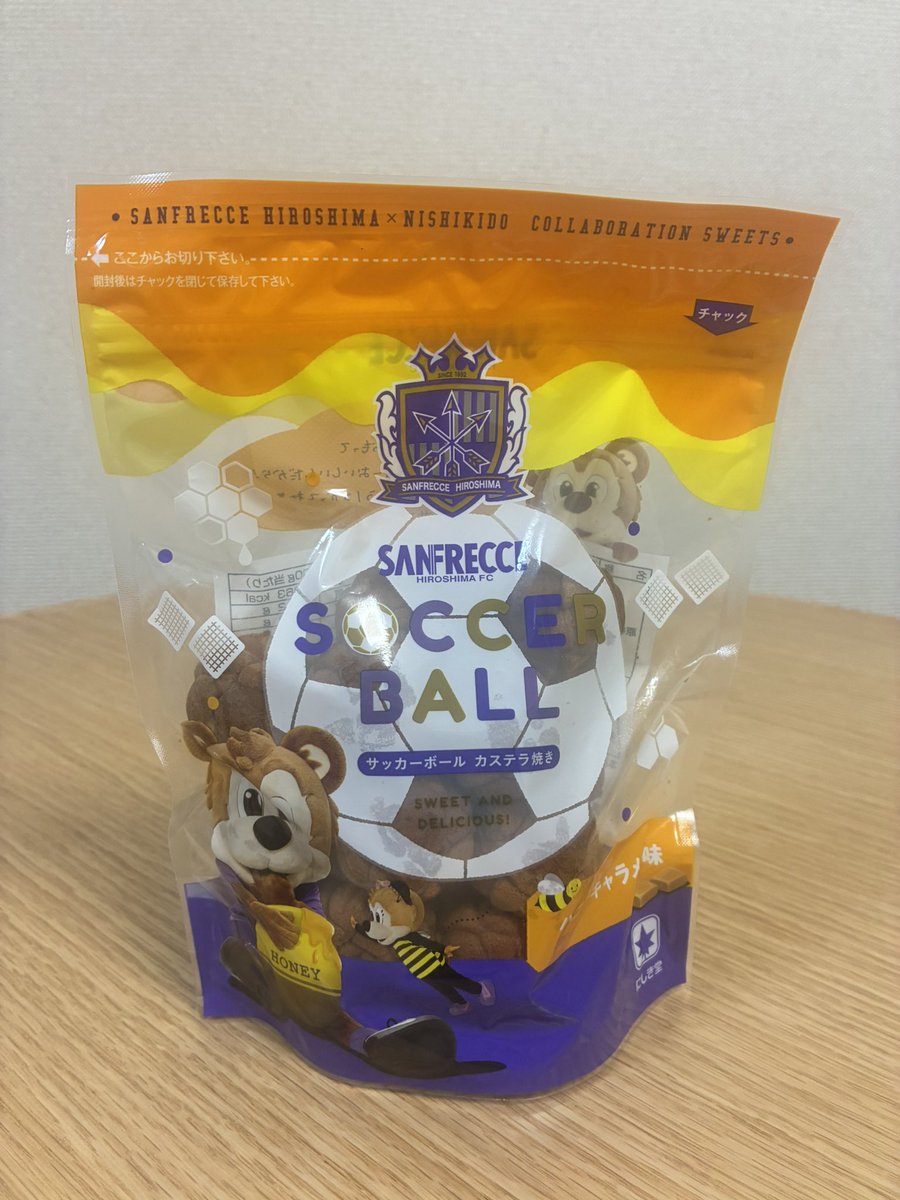 • SANFRECCE HIROSHIMA × NISHIKIDO COLLABORATION SWEETS •
ここからお切り下さい。
開封後はチャックを閉じて保存して下さい。
チャック
SINCE 1992
SANFRECCE HIROSHIMA
SANFRECCE
HIROSHIMA FC
SOCCER
BALL
サッカーボール カステラ焼き
SWEET AND
DELICIOUS!
HONEY
キャラメル味
にしき堂